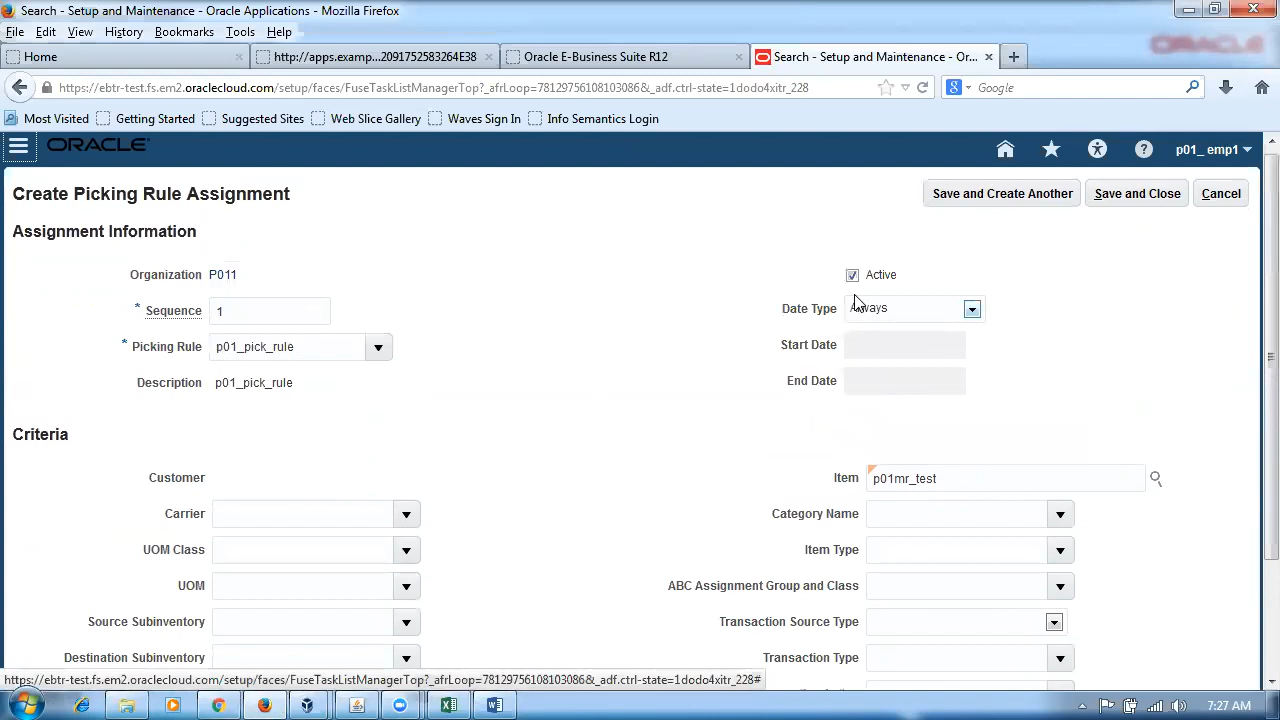 Search - Setup and Maintenance - Oracle Applications - Mozilla Firefox
File Edit View History Bookmarks Tools Help
ORACLE
Home http://apps.examp...2091752583264E38 Oracle E-Business Suite R12 Search - Setup and Maintenance - Or...
https://ebtr-test.fs.em2.oraclecloud.com/setup/faces/FuseTaskListManagerTop?_afrLoop=78129756108103086&_adf.ctrl-state=1dodo4xitr_228 Google
Most Visited Getting Started Suggested Sites Web Slice Gallery Waves Sign In Info Semantics Login
ORACLE p01_ emp1
Create Picking Rule Assignment Save and Create Another Save and Close Cancel
Assignment Information
Organization P011 Active
* Sequence 1 Date Type Always
* Picking Rule p01_pick_rule Start Date
Description p01_pick_rule End Date
Criteria
Customer Item p01mr_test
Carrier Category Name
UOM Class Item Type
UOM ABC Assignment Group and Class
Source Subinventory Transaction Source Type
Destination Subinventory Transaction Type
https://ebtr-test.fs.em2.oraclecloud.com/setup/faces/FuseTaskListManagerTop?_afrLoop=78129756108103086&_adf.ctrl-state=1dodo4xitr_228#
7:27 AM